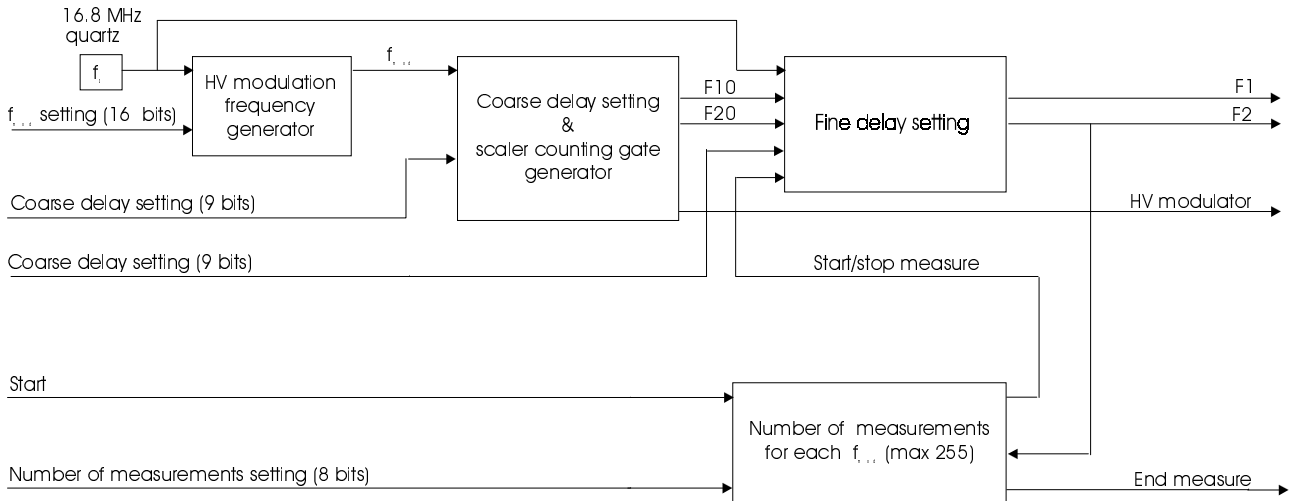 16.8 MHz
quartz
f
HV modulation
frequency
generator
f
f setting (16 bits)
Coarse delay setting
&
scaler counting gate
generator
F10
F20
Fine delay setting
F1
F2
HV modulator
Coarse delay setting (9 bits)
Coarse delay setting (9 bits)
Start/stop measure
Start
Number of measurements
for each f (max 255)
Number of measurements setting (8 bits)
End measure